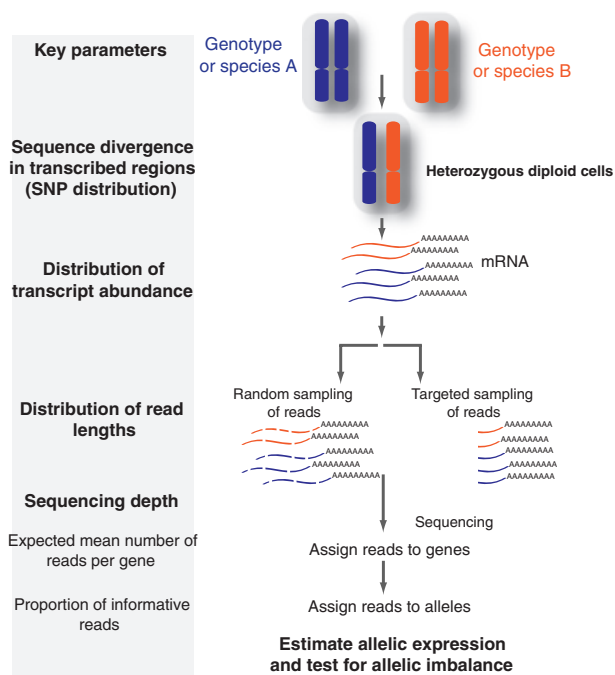 Key parameters
Genotype
or species A
Genotype
or species B
Sequence divergence
in transcribed regions
(SNP distribution)
Heterozygous diploid cells
Distribution of
transcript abundance
AAAAAAAAA
AAAAAAAAA
AAAAAAAAA
AAAAAAAAA
AAAAAAAAA
mRNA
Distribution of read
lengths
Random sampling
of reads
AAAAAAAAA
AAAAAAAAA
AAAAAAAAA
AAAAAAAAA
AAAAAAAAA
Targeted sampling
of reads
AAAAAAAAA
AAAAAAAAA
AAAAAAAAA
AAAAAAAAA
AAAAAAAAA
Sequencing depth
Sequencing
Expected mean number of
reads per gene
Assign reads to genes
Proportion of informative
reads
Assign reads to alleles
Estimate allelic expression
and test for allelic imbalance